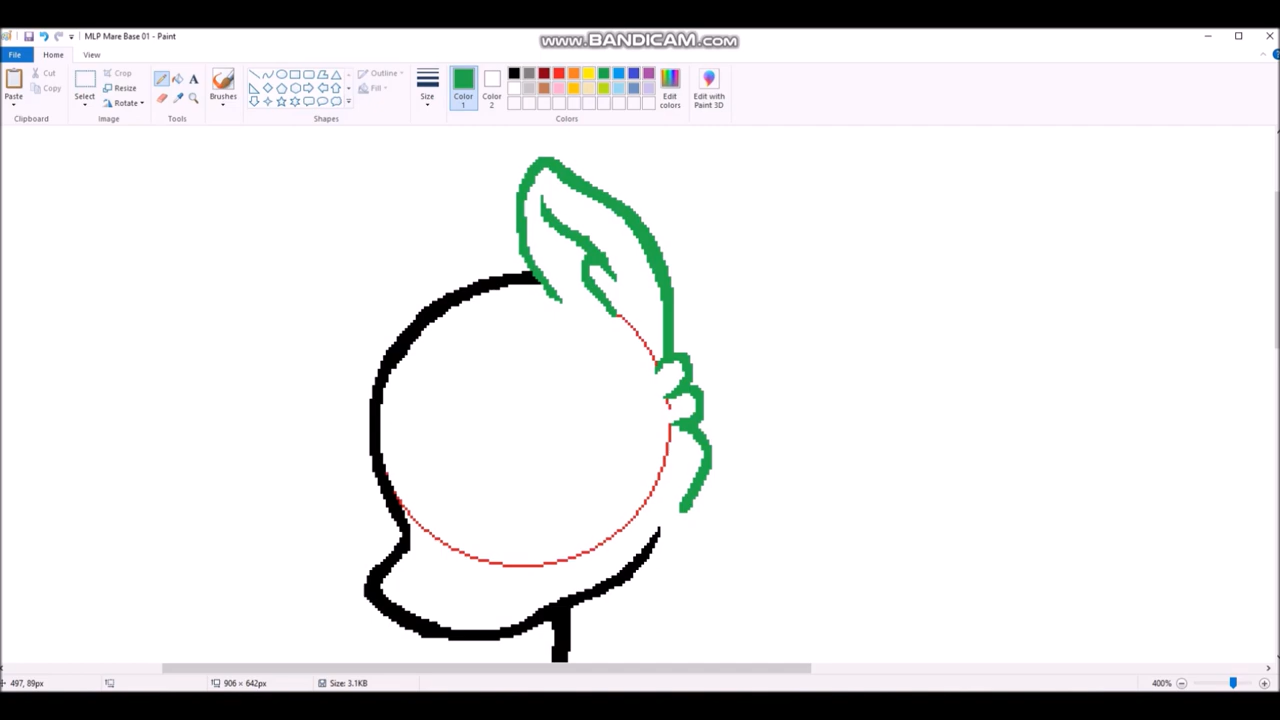 MLP Mare Base 01 - Paint
www.BANDICAM.com
File
Home
View
Paste
Cut
Copy
Clipboard
Select
Crop
Resize
Rotate
Image
A
Tools
Brushes
Outline
Fill
Shapes
Size
Color
1
Color
2
Edit
colors
Colors
Edit with
Paint 3D
497, 89px
906 × 642px
Size: 3.1KB
400%